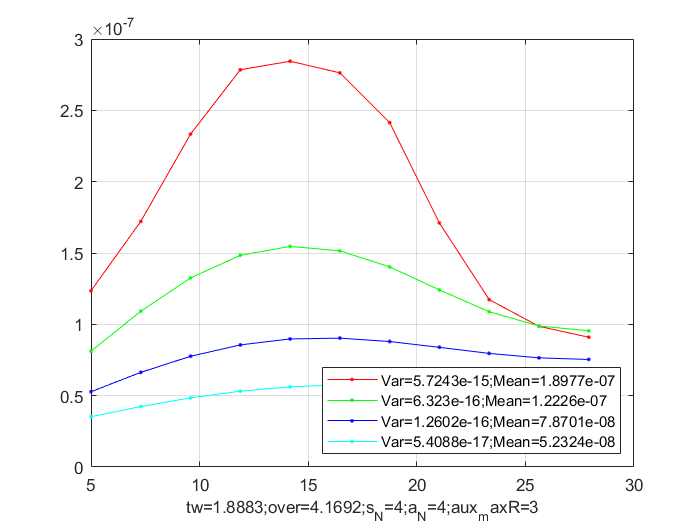 ×10-7
3
2.5
2
1.5
1
0.5
0
5 10 15 20 25 30
Var=5.7243e-15;Mean=1.8977e-07
Var=6.323e-16;Mean=1.2226e-07
Var=1.2602e-16;Mean=7.8701e-08
Var=5.4088e-17;Mean=5.2324e-08
tw=1.8883;over=4.1692;sN=4;aN=4;auxmaxR=3